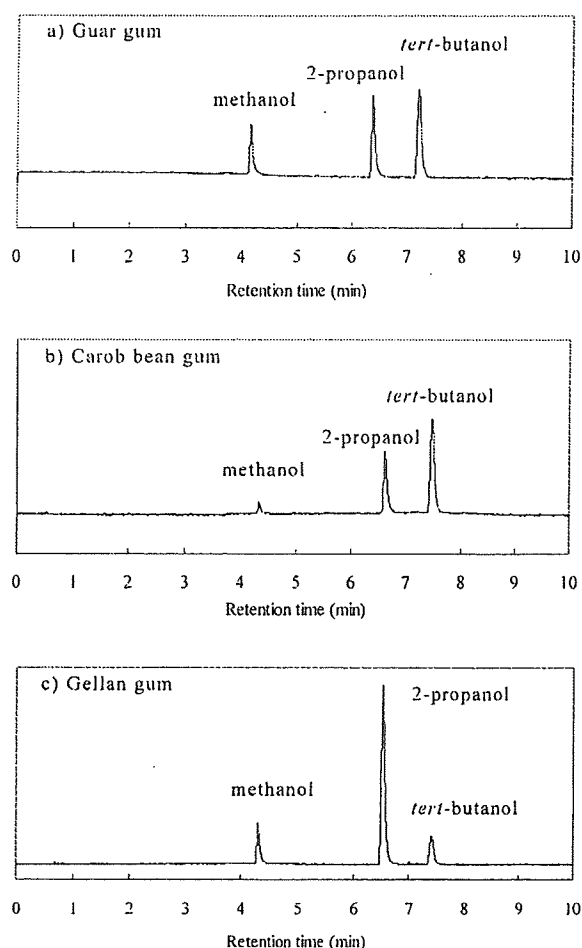 a) Guar gum
tert-butanol
2-propanol
methanol
0 1 2 3 4 5 6 7 8 9 10
Retention time (min)
b) Carob bean gum
tert-butanol
2-propanol
methanol
0 1 2 3 4 5 6 7 8 9 10
Retention time (min)
c) Gellan gum
2-propanol
methanol
tert-butanol
0 1 2 3 4 5 6 7 8 9 10
Retention time (min)